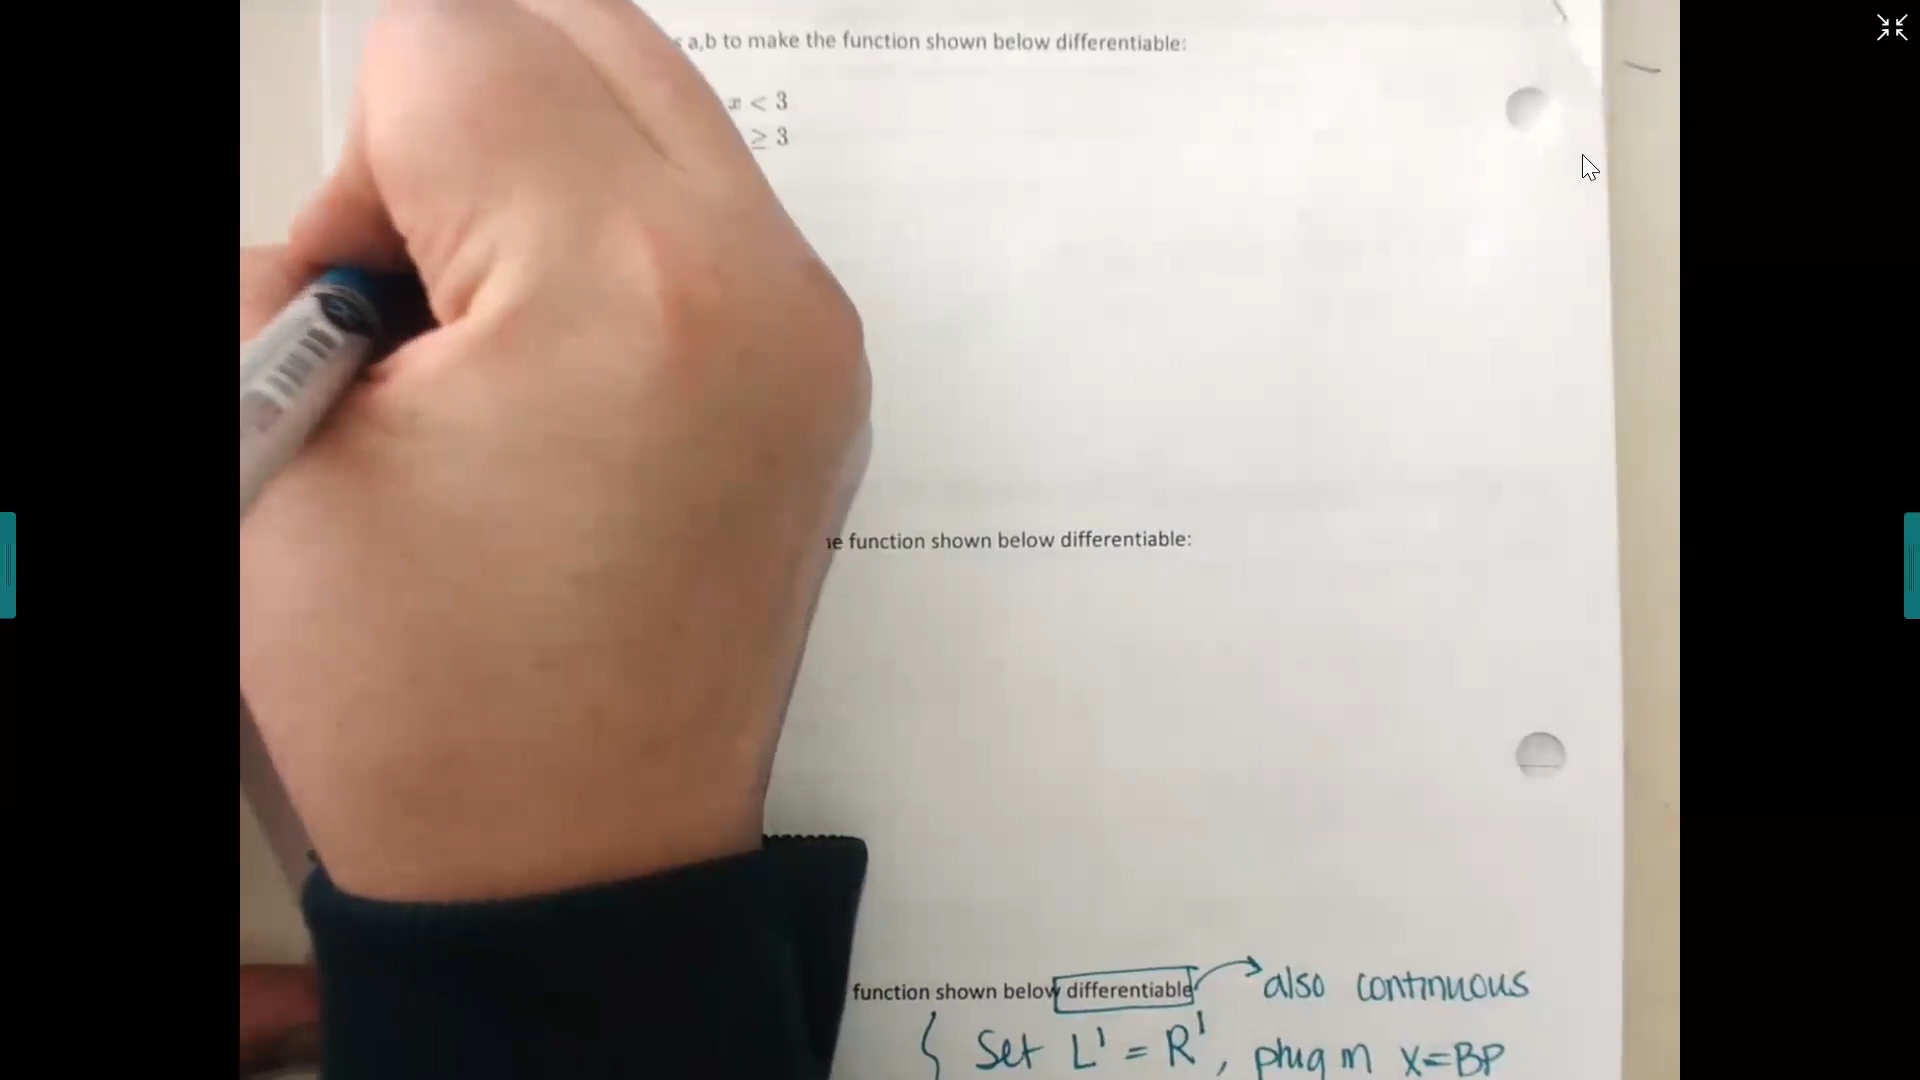 a,b to make the function shown below differentiable:
x < 3
≥ 3
function shown below differentiable:
function shown below differentiable also continuous
{ Set L' = R', plug in x=BP